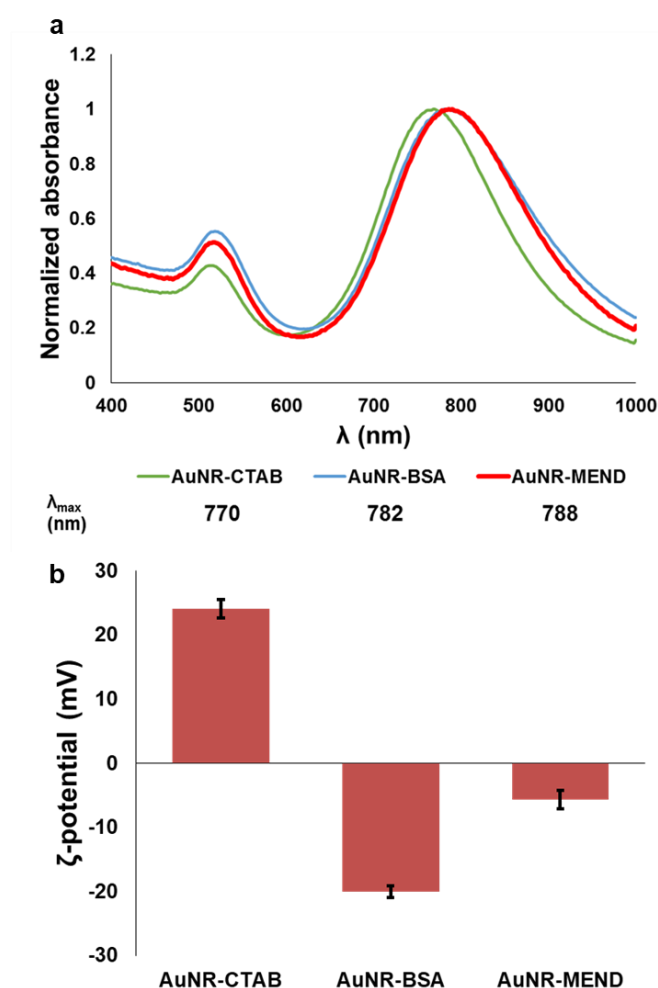 a
Normalized absorbance
1.2
1
0.8
0.6
0.4
0.2
0
400 500 600 700 800 900 1000
λ (nm)
AuNR-CTAB AuNR-BSA AuNR-MEND
λmax (nm) 770 782 788
b
ζ-potential (mV)
30
20
10
0
-10
-20
-30
AuNR-CTAB AuNR-BSA AuNR-MEND